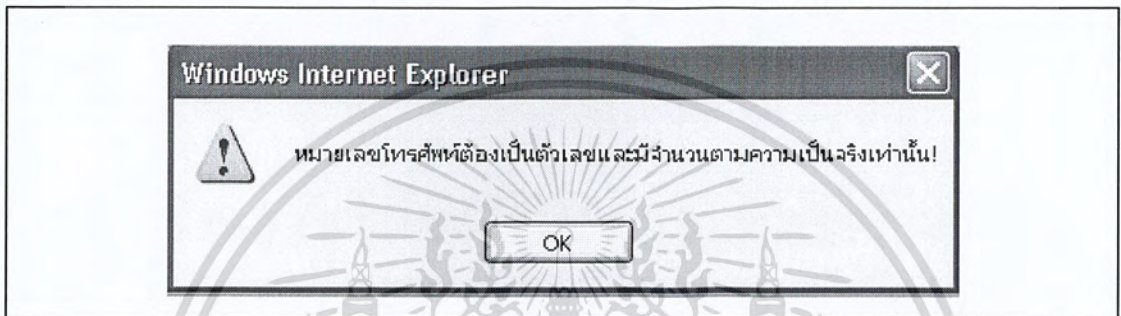 Windows Internet Explorer
หมายเลขโทรศัพท์ต้องเป็นตัวเลขและมีจำนวนตามความเป็นจริงเท่านั้น!
OK